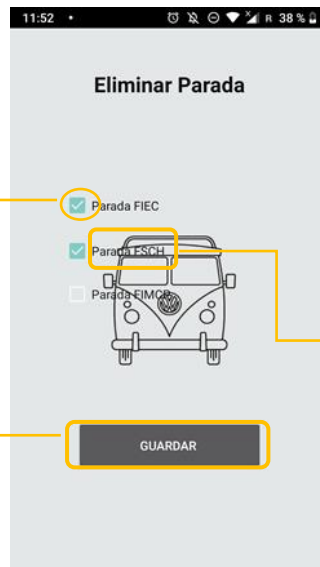 11:52 R 38 %
Eliminar Parada
Parada FIEC
Parada FSCH
Parada FIMCP
GUARDAR